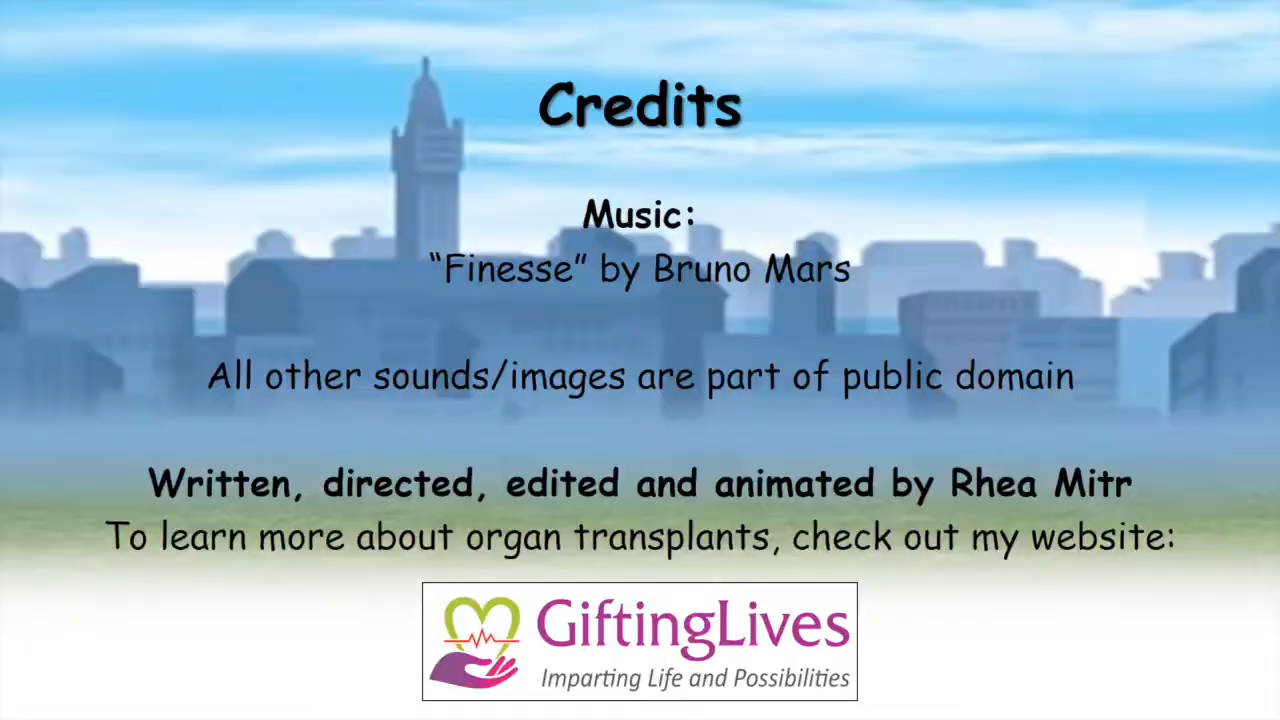 Credits
Music:
“Finesse” by Bruno Mars
All other sounds/images are part of public domain
Written, directed, edited and animated by Rhea Mitr
To learn more about organ transplants, check out my website:
GiftingLives
Imparting Life and Possibilities